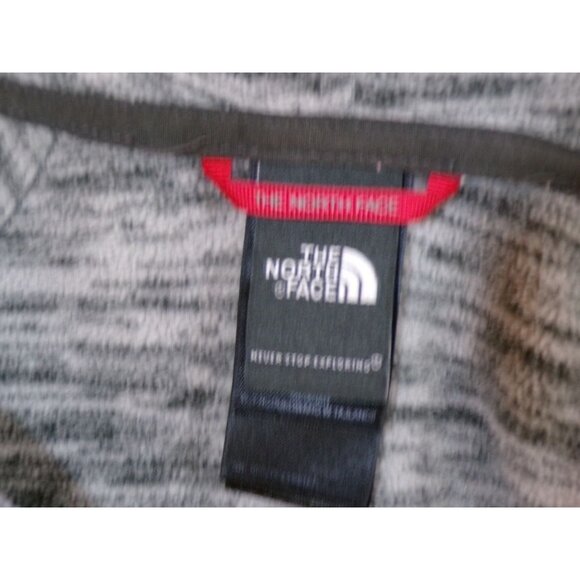 THE NORTH FACE
THE
NORTH
FACE
NEVER STOP EXPLORING